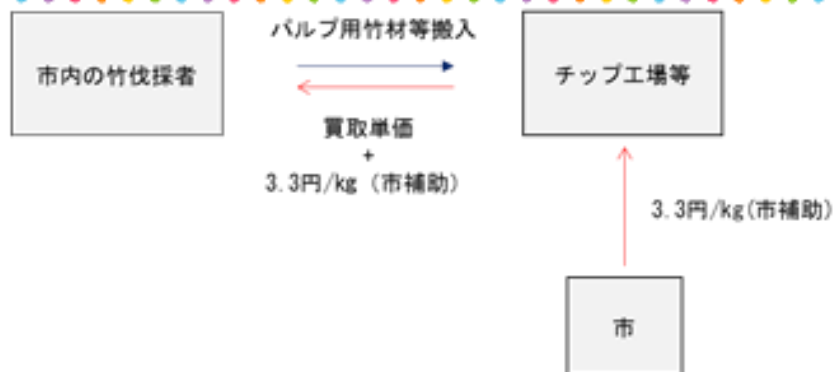 パルプ用竹材等搬入
市内の竹伐採者
チップ工場等
買取単価
+
3.3円/kg（市補助）
3.3円/kg(市補助)
市